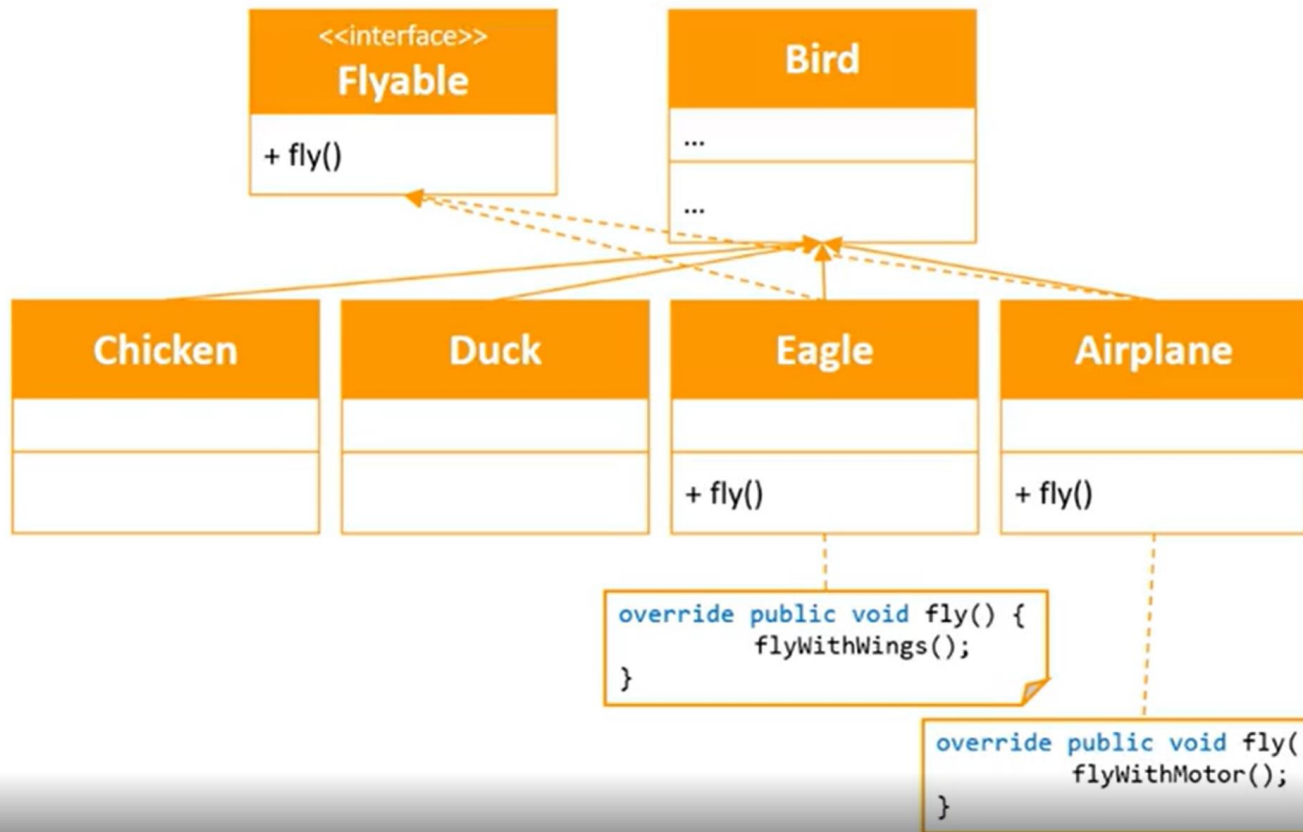 <<interface>>
Flyable
+ fly()
Bird
...
...
Chicken
Duck
Eagle
Airplane
+ fly()
+ fly()
override public void fly() {
flyWithWings();
}
override public void fly(
flyWithMotor();
}